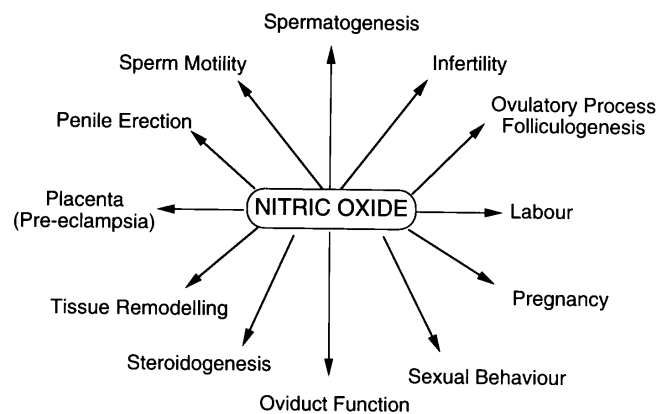 Spermatogenesis
Sperm Motility
Infertility
Penile Erection
Ovulatory Process
Folliculogenesis
Placenta
(Pre-eclampsia)
NITRIC OXIDE
Labour
Tissue Remodelling
Pregnancy
Steroidogenesis
Sexual Behaviour
Oviduct Function